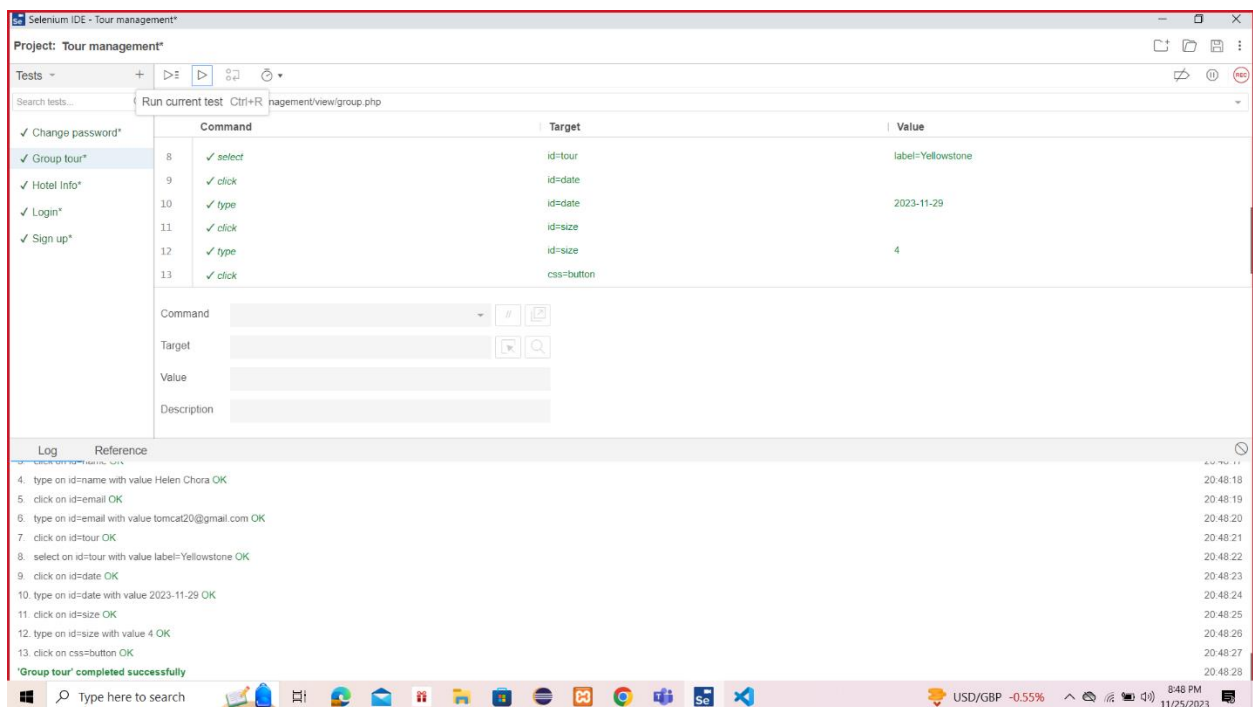 Selenium IDE - Tour management*
Project: Tour management*
Tests
Search tests...
Run current test Ctrl+R
nagement/view/group.php
Command Target Value
✓ Change password*
✓ Group tour*
✓ Hotel Info*
✓ Login*
✓ Sign up*
8 ✓ select id=tour label=Yellowstone
9 ✓ click id=date
10 ✓ type id=date 2023-11-29
11 ✓ click id=size
12 ✓ type id=size 4
13 ✓ click css=button
Command //
Target
Value
Description
Log Reference
4. type on id=name with value Helen Chora OK 20:48:18
5. click on id=email OK 20:48:19
6. type on id=email with value tomcat20@gmail.com OK 20:48:20
7. click on id=tour OK 20:48:21
8. select on id=tour with value label=Yellowstone OK 20:48:22
9. click on id=date OK 20:48:23
10. type on id=date with value 2023-11-29 OK 20:48:24
11. click on id=size OK 20:48:25
12. type on id=size with value 4 OK 20:48:26
13. click on css=button OK 20:48:27
'Group tour' completed successfully 20:48:28
Type here to search
USD/GBP -0.55%
8:48 PM
11/25/2023
REC
Se